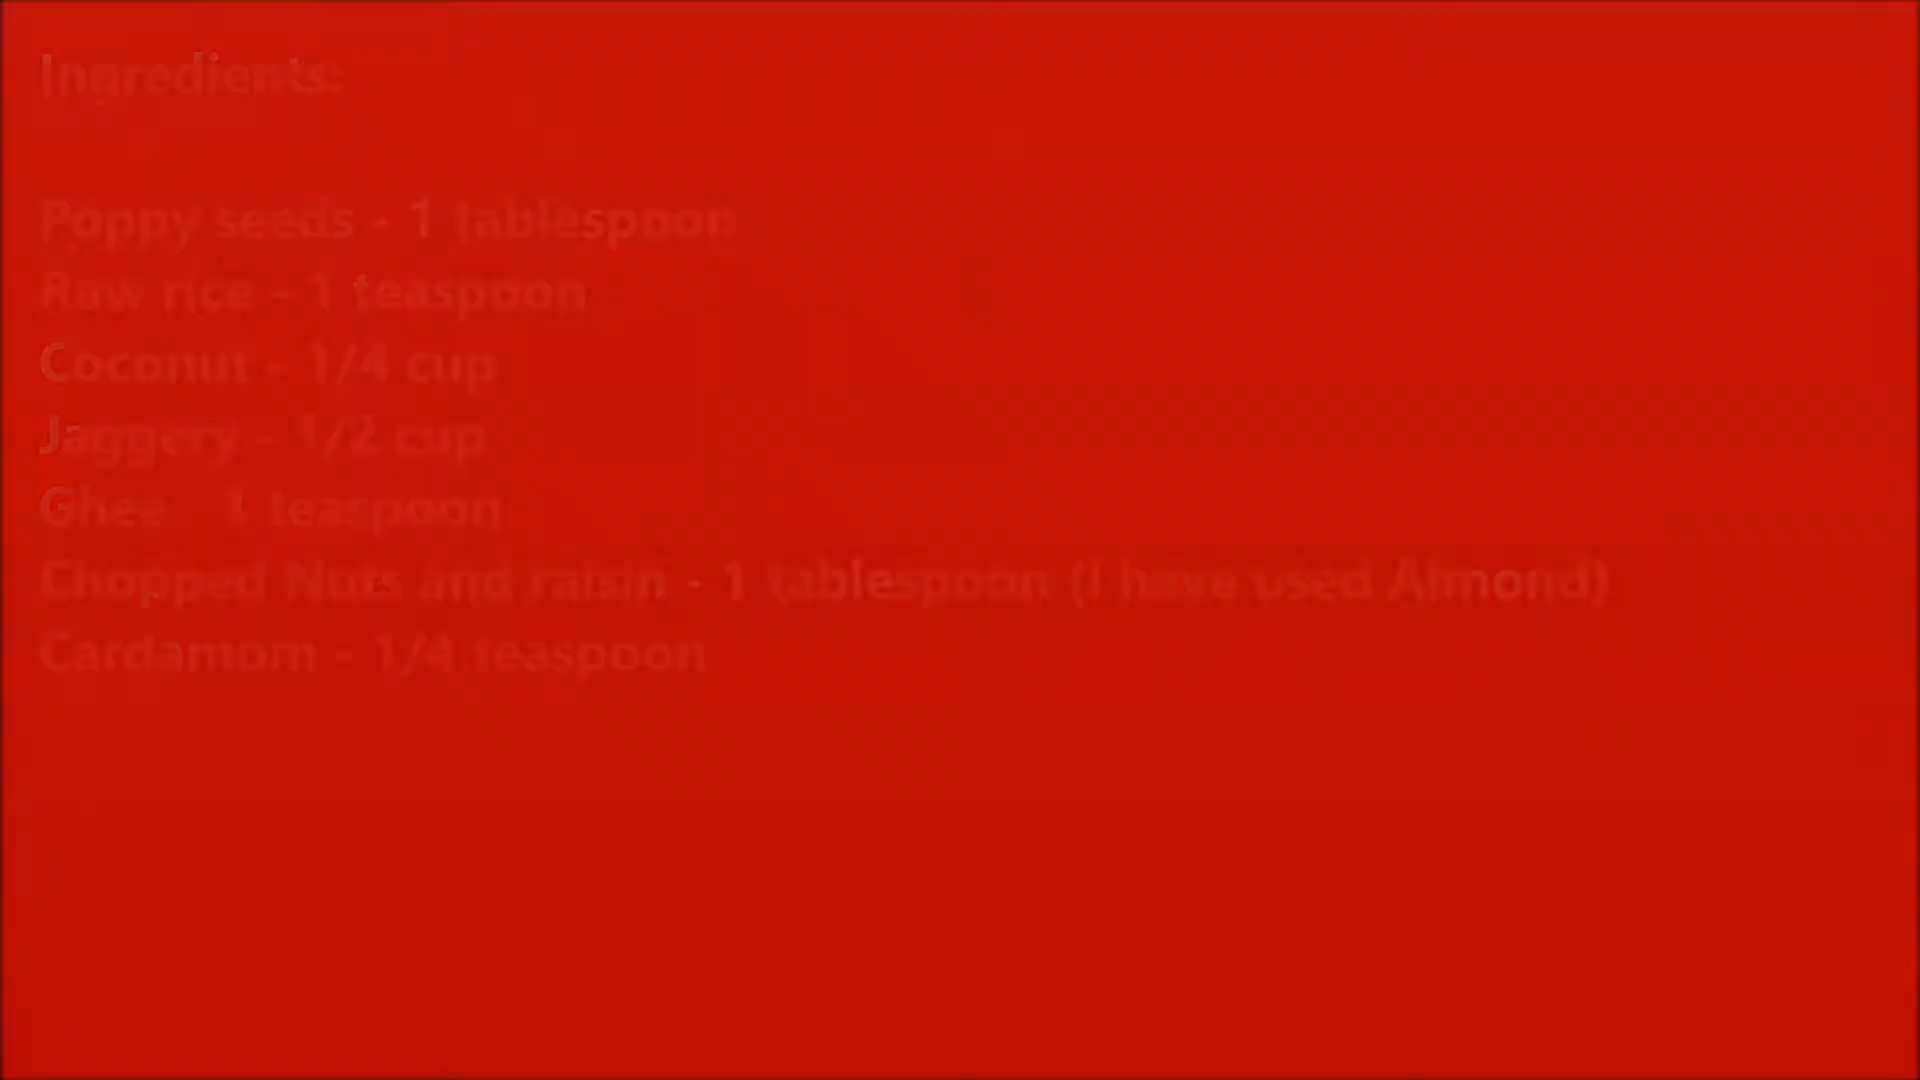 Ingredients:
Poppy seeds - 1 tablespoon
Raw rice - 1 teaspoon
Coconut - 1/4 cup
Jaggery - 1/2 cup
Ghee - 1 teaspoon
Chopped Nuts and raisin - 1 tablespoon (I have used Almond)
Cardamom - 1/4 teaspoon